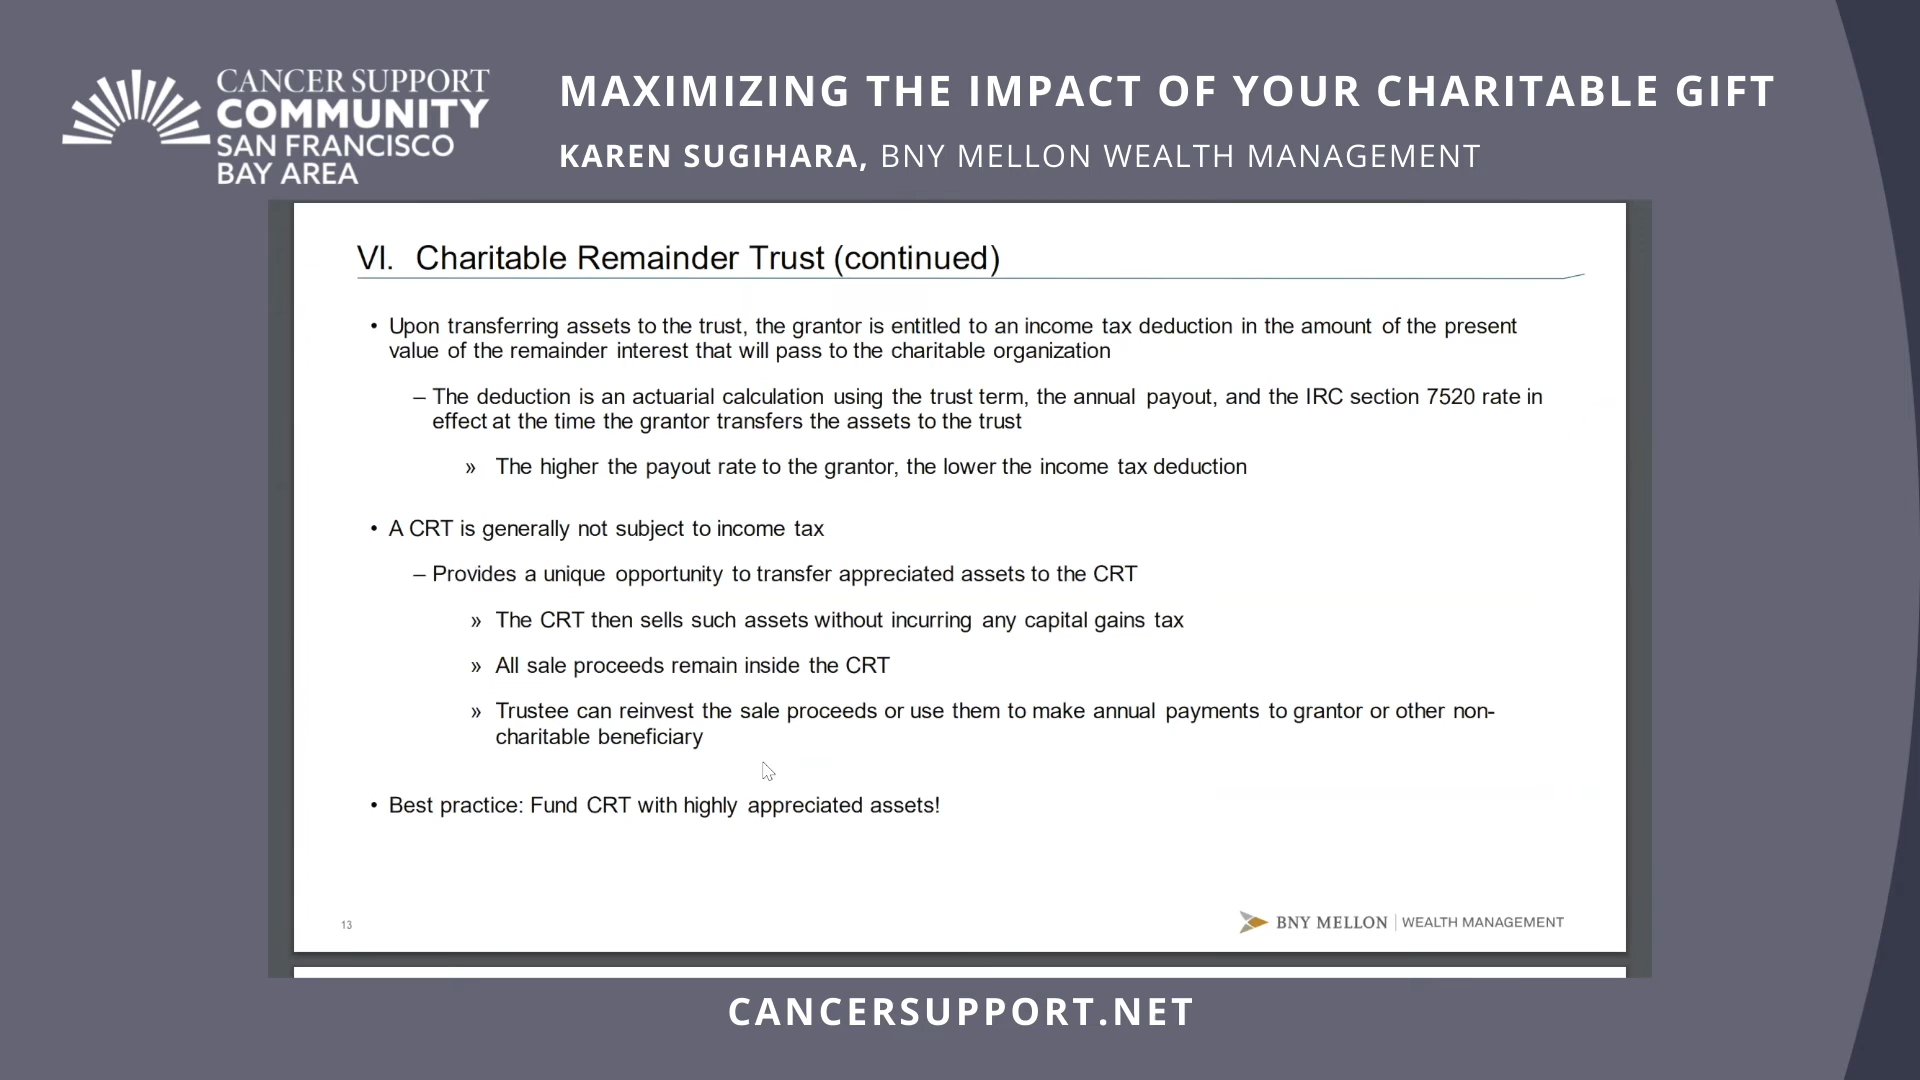 CANCER SUPPORT
COMMUNITY
SAN FRANCISCO
BAY AREA
MAXIMIZING THE IMPACT OF YOUR CHARITABLE GIFT
KAREN SUGIHARA, BNY MELLON WEALTH MANAGEMENT
VI. Charitable Remainder Trust (continued)
• Upon transferring assets to the trust, the grantor is entitled to an income tax deduction in the amount of the present
value of the remainder interest that will pass to the charitable organization
– The deduction is an actuarial calculation using the trust term, the annual payout, and the IRC section 7520 rate in
effect at the time the grantor transfers the assets to the trust
» The higher the payout rate to the grantor, the lower the income tax deduction
• A CRT is generally not subject to income tax
– Provides a unique opportunity to transfer appreciated assets to the CRT
» The CRT then sells such assets without incurring any capital gains tax
» All sale proceeds remain inside the CRT
» Trustee can reinvest the sale proceeds or use them to make annual payments to grantor or other non-
charitable beneficiary
• Best practice: Fund CRT with highly appreciated assets!
13
BNY MELLON | WEALTH MANAGEMENT
CANCERSUPPORT.NET